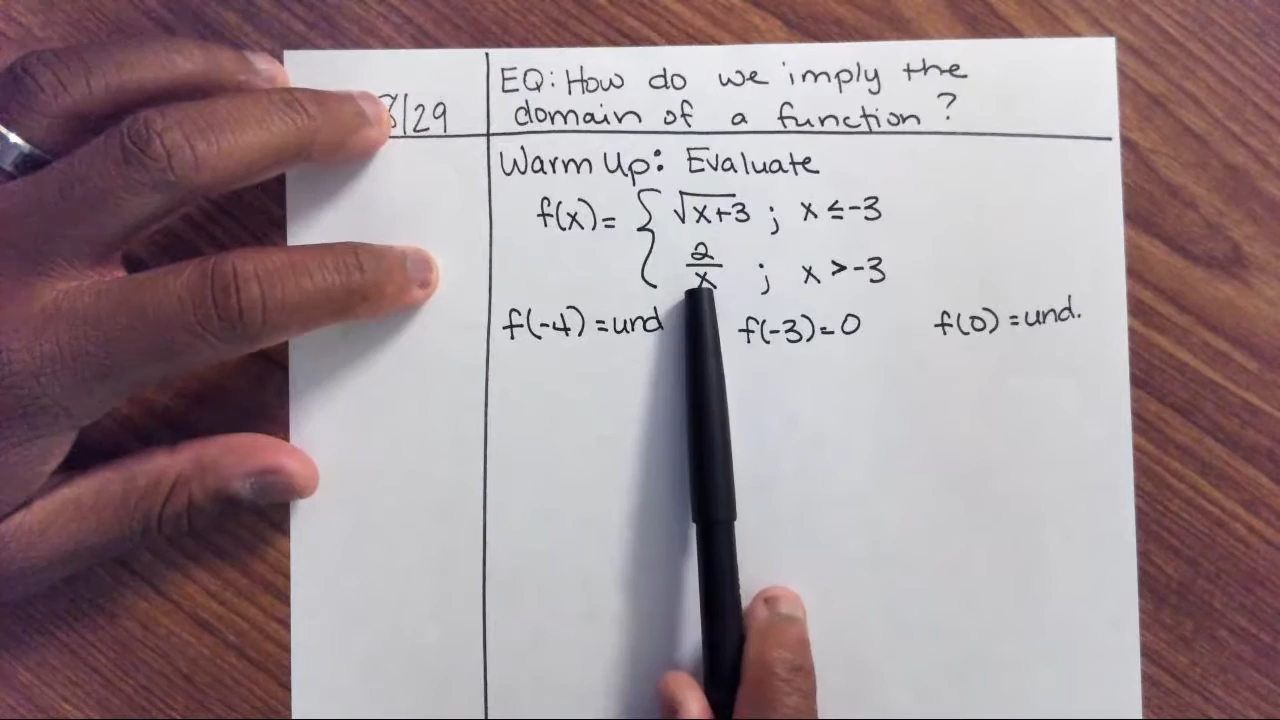 8/29
EQ: How do we imply the
domain of a function?
Warm Up: Evaluate
f(x)= { √x+3 ; x ≤ -3
2/x ; x > -3
f(-4) = und f(-3)=0 f(0) = und.